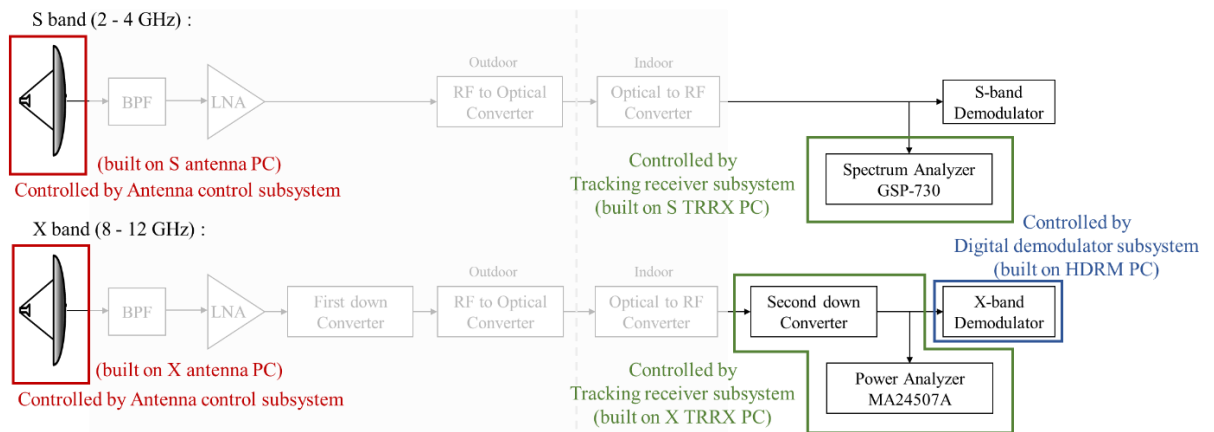 S band (2 - 4 GHz) :
BPF
LNA
Outdoor
RF to Optical
Converter
Indoor
Optical to RF
Converter
S-band
Demodulator
(built on S antenna PC)
Controlled by Antenna control subsystem
Controlled by
Tracking receiver subsystem
(built on S TRRX PC)
Spectrum Analyzer
GSP-730
X band (8 - 12 GHz) :
Controlled by
Digital demodulator subsystem
(built on HDRM PC)
BPF
LNA
First down
Converter
Outdoor
RF to Optical
Converter
Indoor
Optical to RF
Converter
Second down
Converter
X-band
Demodulator
(built on X antenna PC)
Controlled by Antenna control subsystem
Controlled by
Tracking receiver subsystem
(built on X TRRX PC)
Power Analyzer
MA24507A